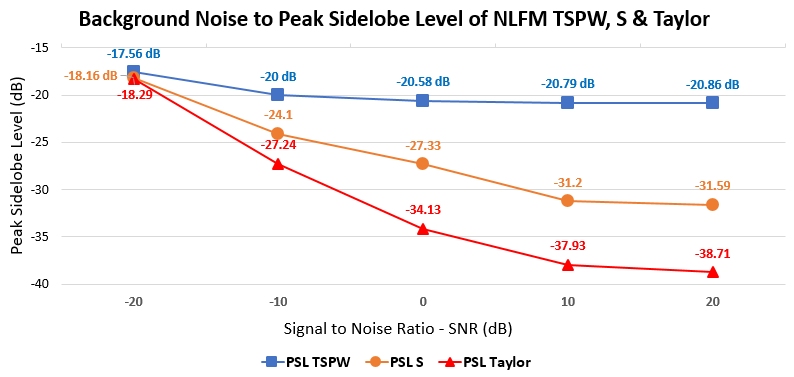 Background Noise to Peak Sidelobe Level of NLFM TSPW, S & Taylor
Peak Sidelobe Level (dB)
-15
-20
-25
-30
-35
-40
-17.56 dB
-20 dB
-20.58 dB
-20.79 dB
-20.86 dB
-18.16 dB
-24.1
-27.33
-31.2
-31.59
-18.29
-27.24
-34.13
-37.93
-38.71
-20 -10 0 10 20
Signal to Noise Ratio - SNR (dB)
PSL TSPW PSL S PSL Taylor